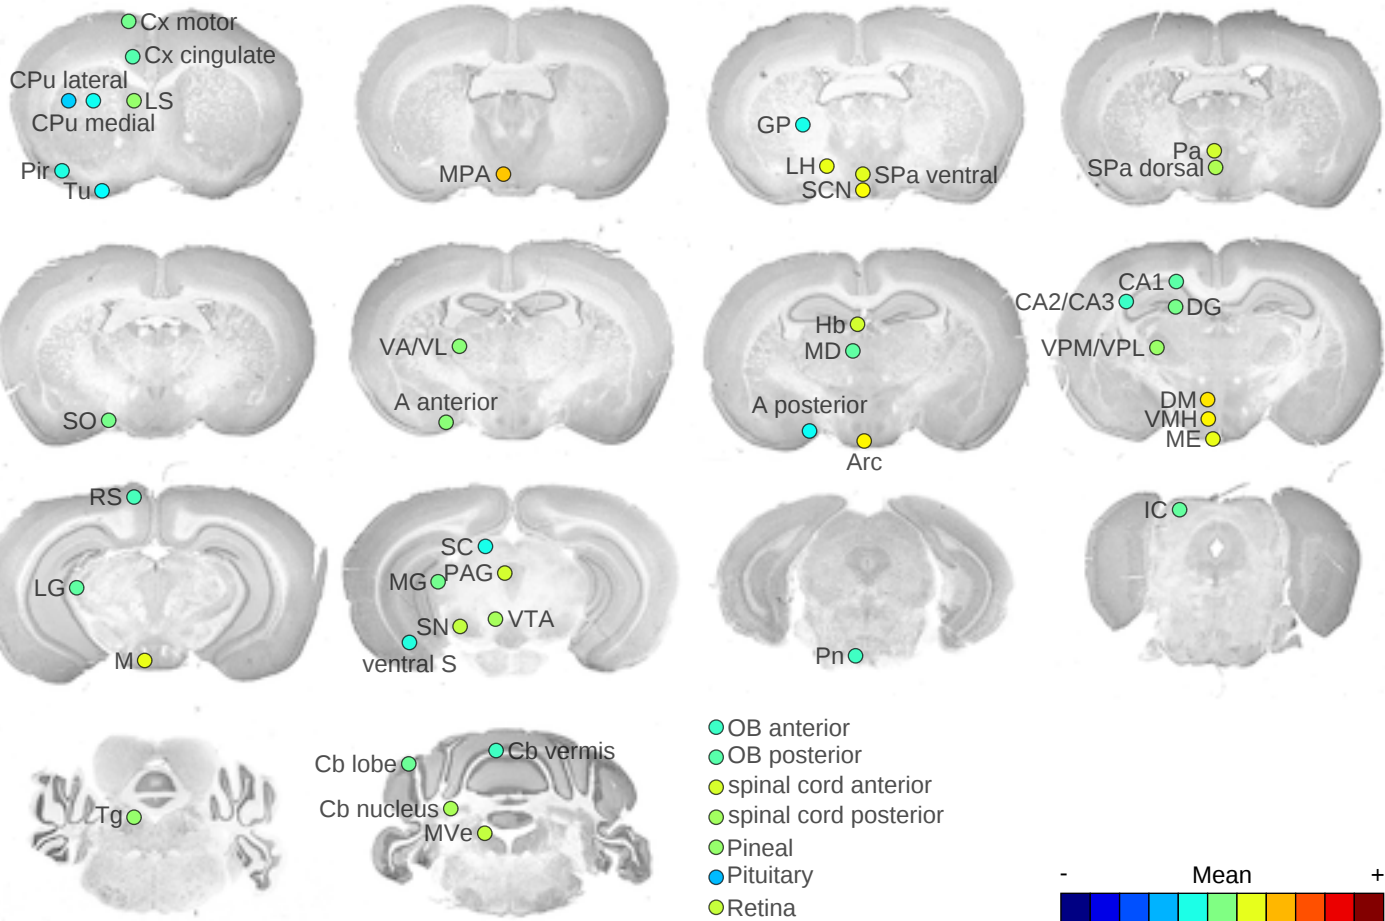 Cx motor
Cx cingulate
CPu lateral
LS
CPu medial
Pir
Tu
MPA
GP
LH
SPa ventral
SCN
Pa
SPa dorsal
SO
VA/VL
A anterior
Hb
MD
A posterior
Arc
CA1
CA2/CA3
DG
VPM/VPL
DM
VMH
ME
RS
LG
M
SC
MG
PAG
SN
VTA
ventral S
Pn
IC
Tg
Cb lobe
Cb vermis
Cb nucleus
MVe
OB anterior
OB posterior
spinal cord anterior
spinal cord posterior
Pineal
Pituitary
Retina
- Mean +